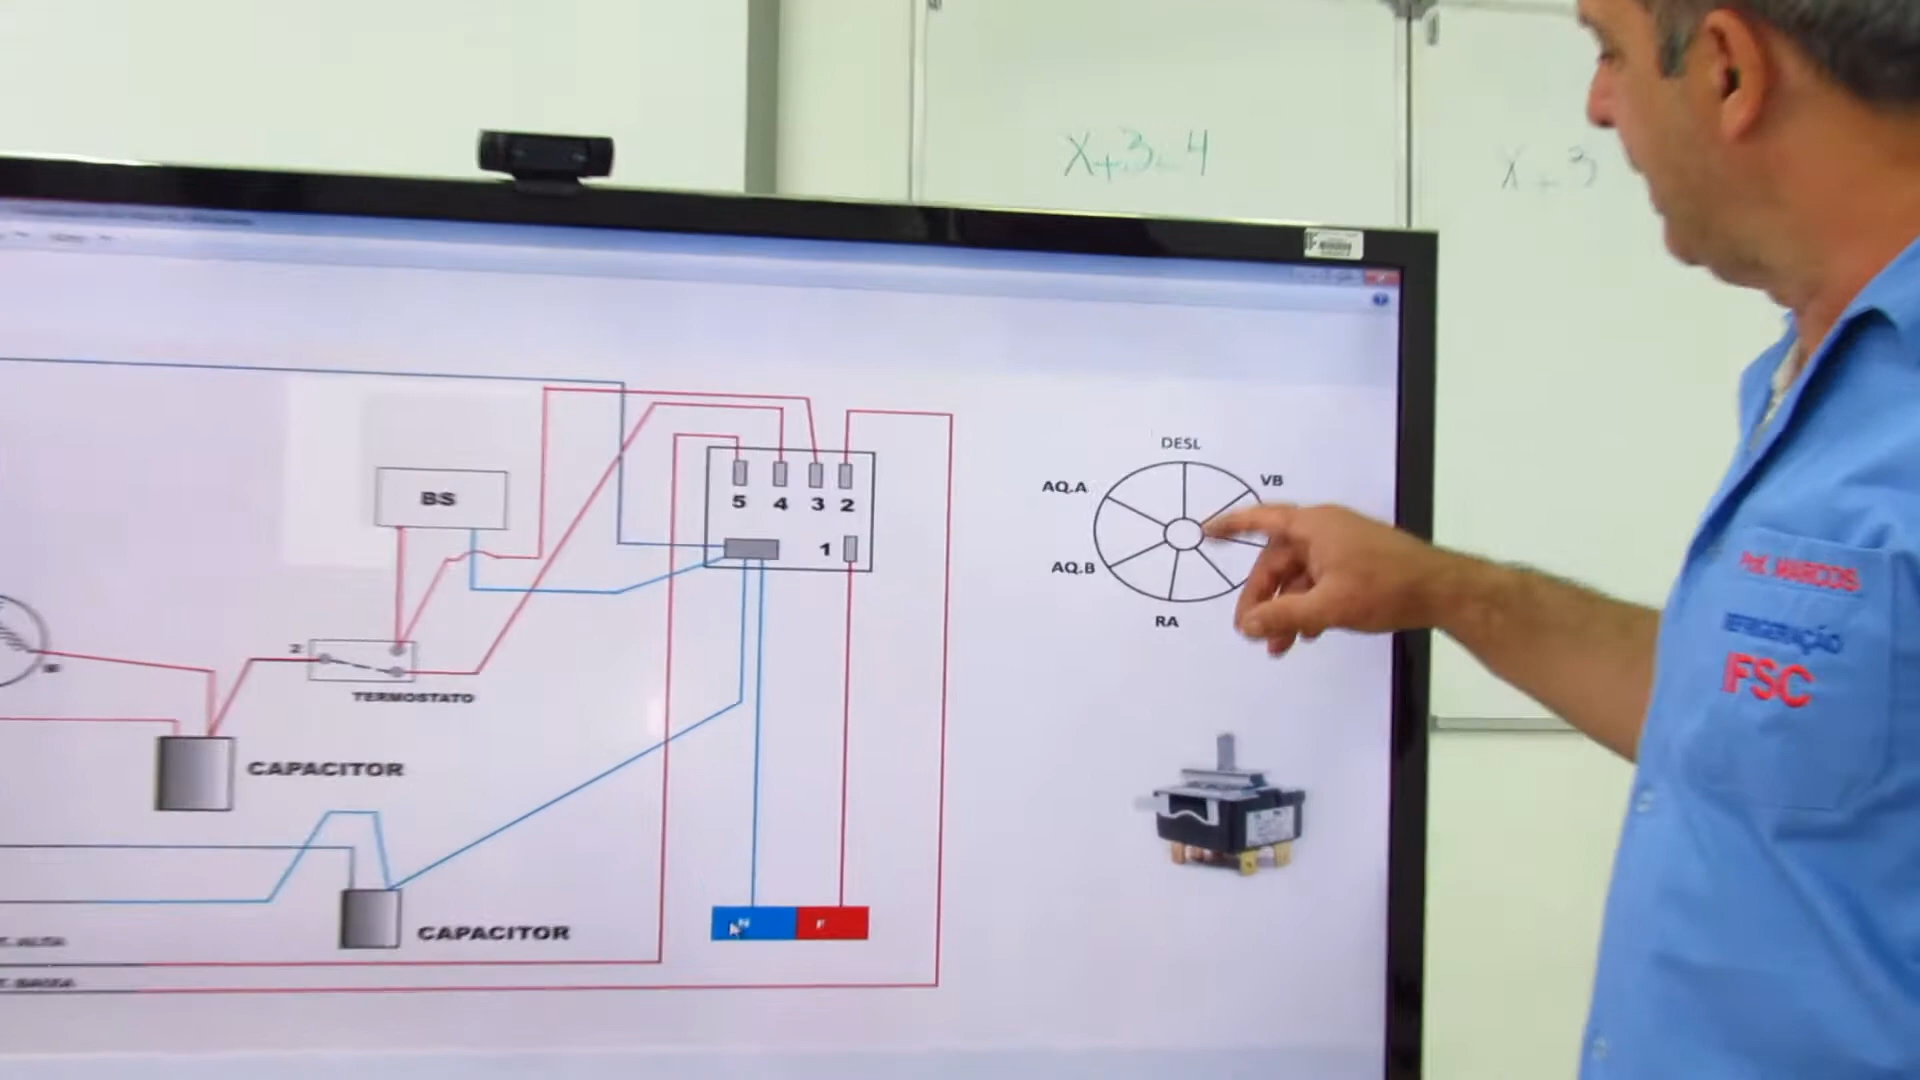 X+3=4
X+3
DESL
VB
AQ.A
BS
5 4 3 2
1
AQ.B
RA
2
TERMOSTATO
CAPACITOR
CAPACITOR
N F
Prof. MARCOS
REFRIGERAÇÃO
IFSC